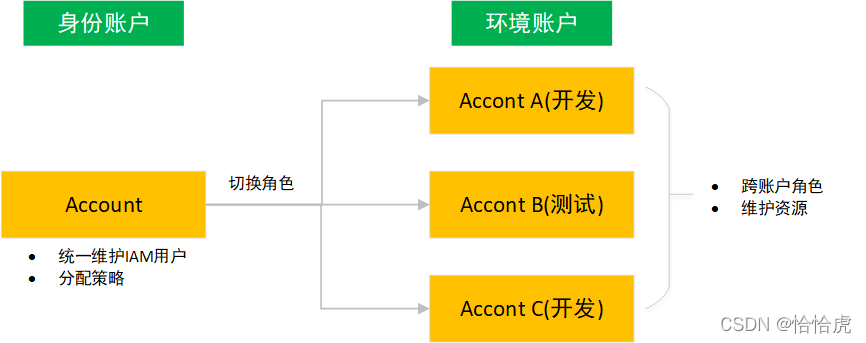 身份账户
环境账户
Accont A(开发)
切换角色
Account
Accont B(测试)
• 跨账户角色
• 维护资源
• 统一维护IAM用户
• 分配策略
Accont C(开发)
CSDN @恰恰虎